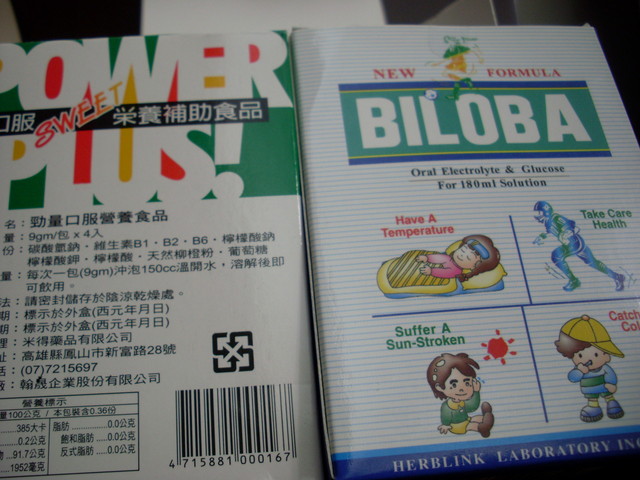 POWER
口服 SWEET 栄養補助食品
PLUS!
名：勁量口服營養食品
量：9gm/包 x 4入
份：碳酸氫鈉・維生素B1・B2・B6・檸檬酸鈉
檸檬酸鉀・檸檬酸・天然柳橙粉・葡萄糖
量：每次一包(9gm)沖泡150cc溫開水，溶解後即
可飲用。
法：請密封儲存於陰涼乾燥處。
期：標示於外盒(西元年月日)
期：標示於外盒(西元年月日)
理：米得藥品有限公司
址：高雄縣鳳山市新富路28號
話：(07)7215697
企業股份有限公司
營養標示
量100公克 / 本包裝含0.36份
385大卡
0.2公克
91.7公克
1952毫克
脂肪 0.0公克
飽和脂肪 0.0公克
反式脂肪 0.0公克
4 715881 000167
NEW FORMULA
BILOBA
Oral Electrolyte & Glucose
For 180ml Solution
Have A
Temperature
Take Care
Health
Suffer A
Sun-Stroken
Catch
HERBLINK LABORATORY